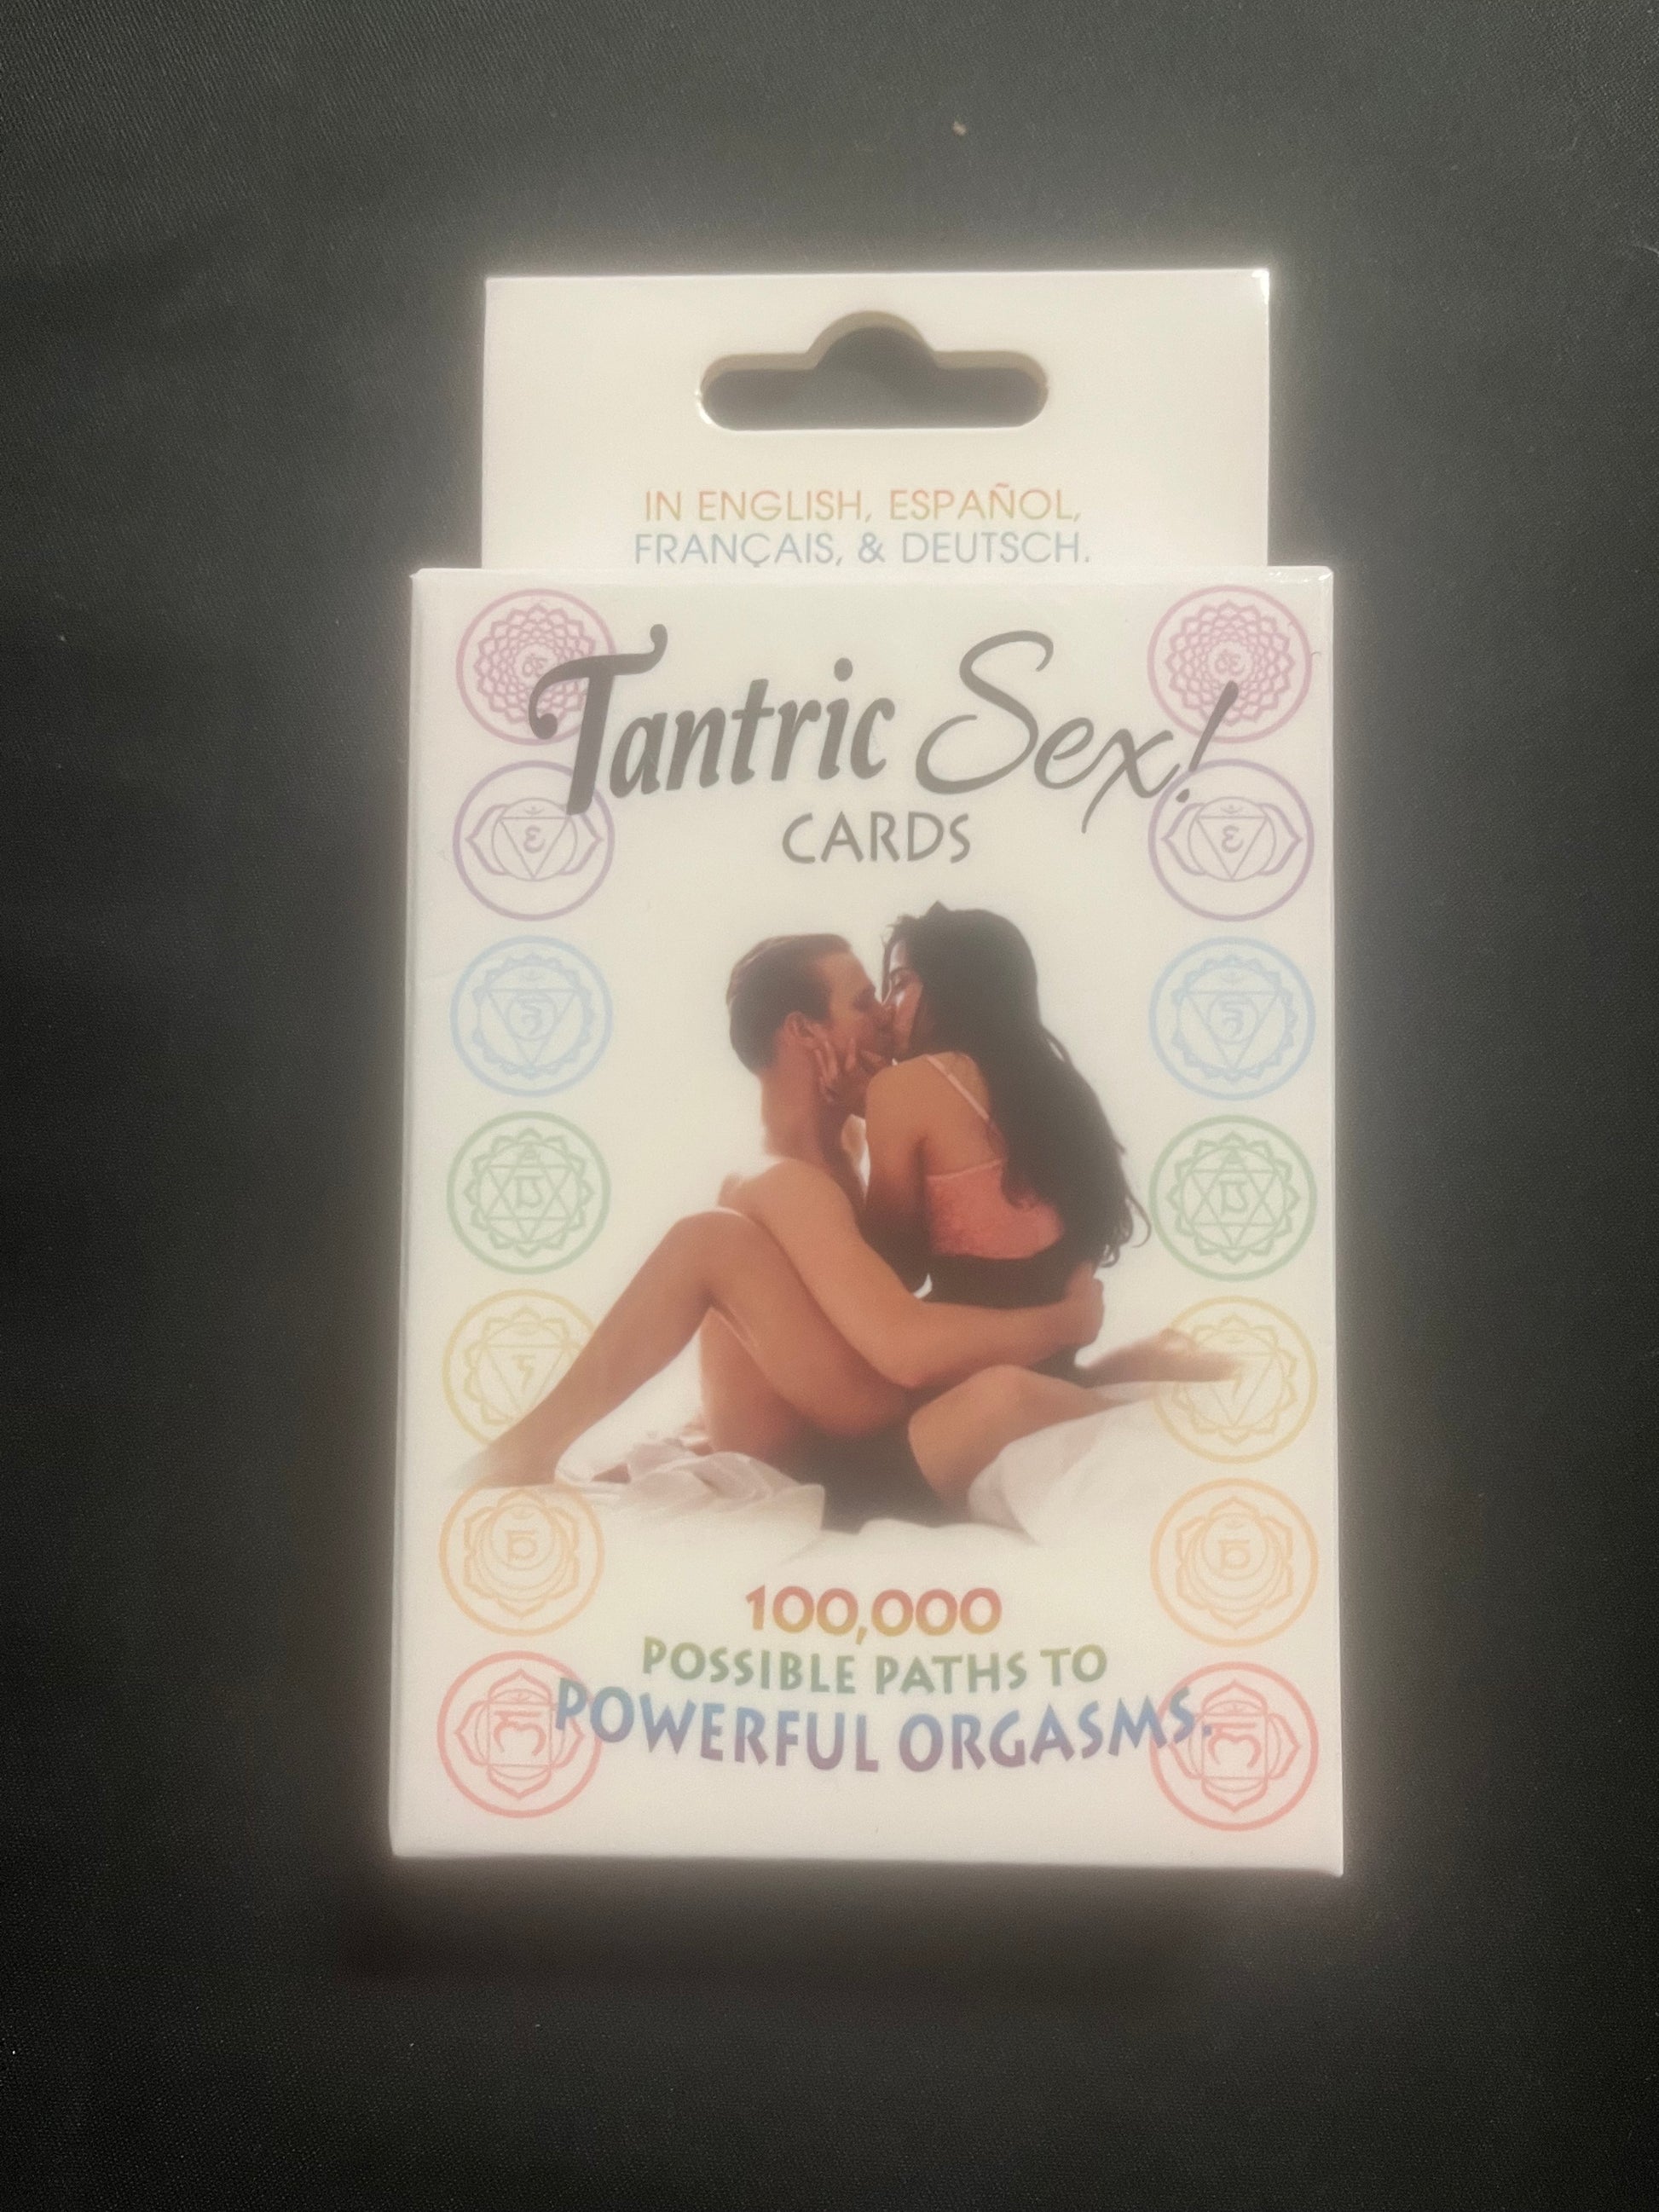 IN ENGLISH, ESPAÑOL,
FRANÇAIS, & DEUTSCH.
Tantric Sex!
CARDS
100,000
POSSIBLE PATHS TO
POWERFUL ORGASMS.